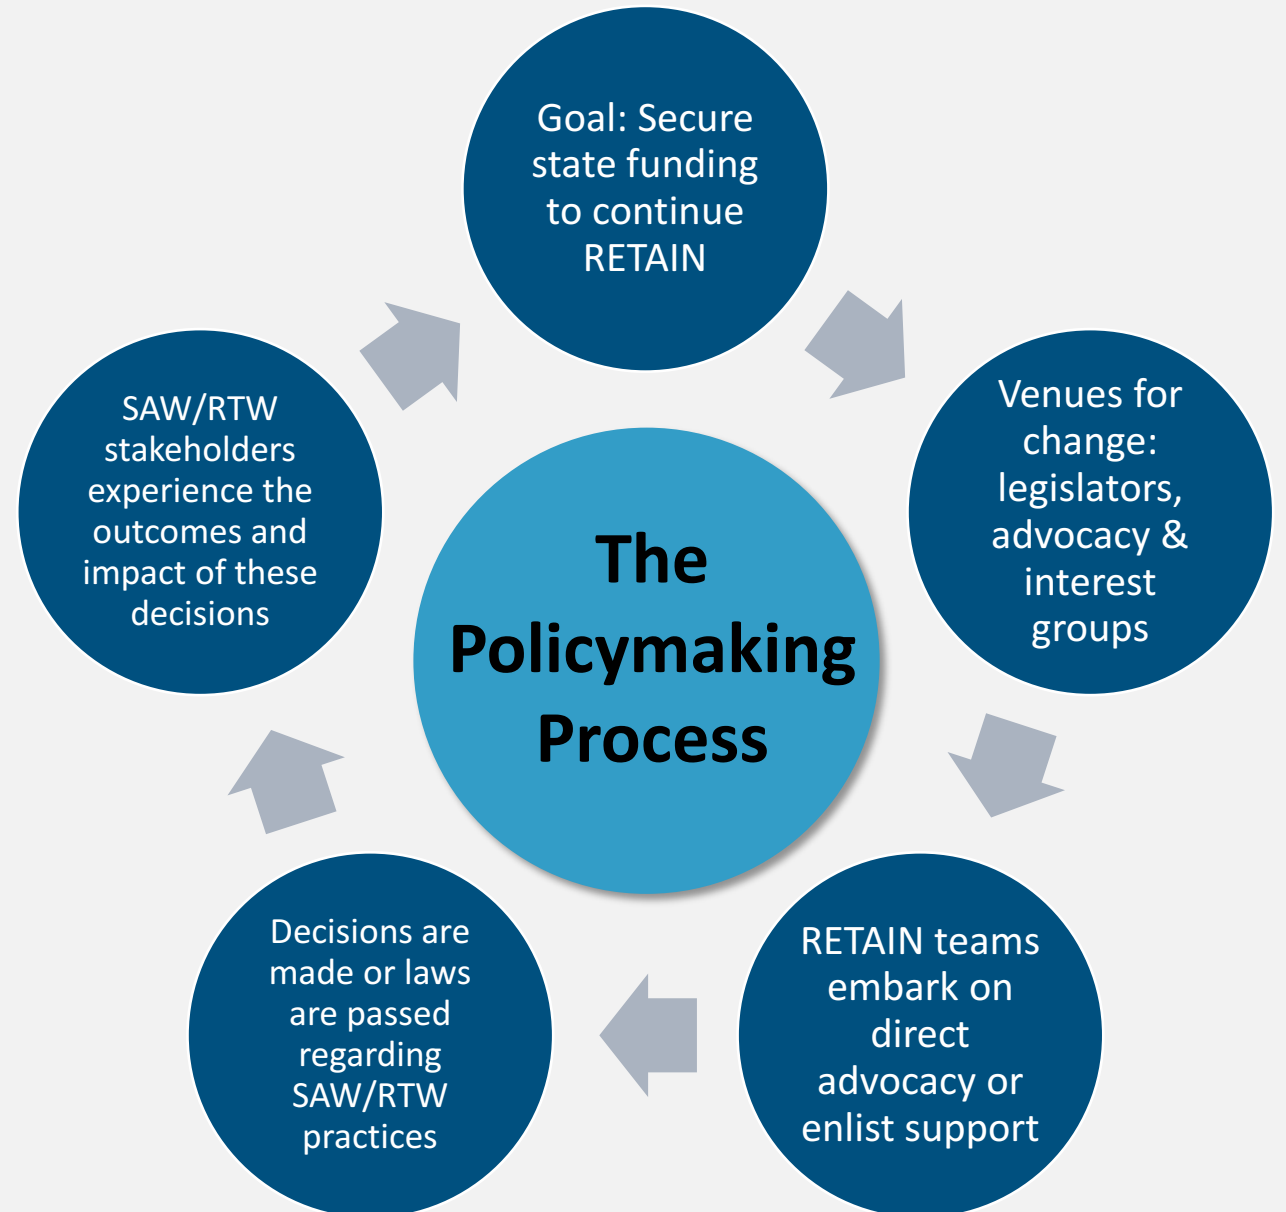 Goal: Secure
state funding
to continue
RETAIN
Venues for
change:
legislators,
advocacy &
interest
groups
RETAIN teams
embark on
direct
advocacy or
enlist support
Decisions are
made or laws
are passed
regarding
SAW/RTW
practices
SAW/RTW
stakeholders
experience the
outcomes and
impact of these
decisions
The
Policymaking
Process